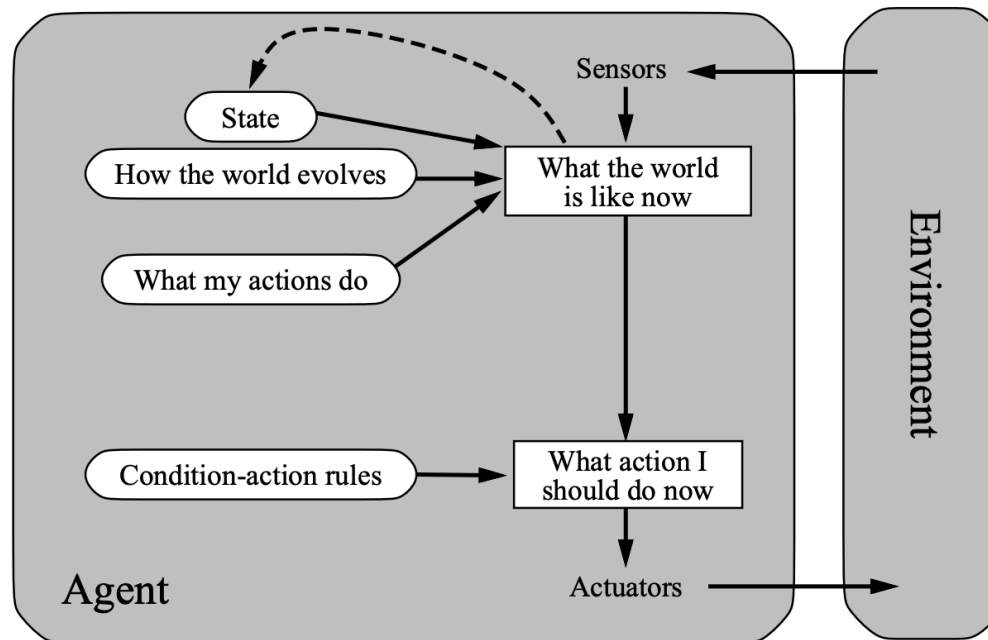 Sensors
State
What the world
is like now
How the world evolves
What my actions do
Environment
Condition-action rules
What action I
should do now
Agent
Actuators